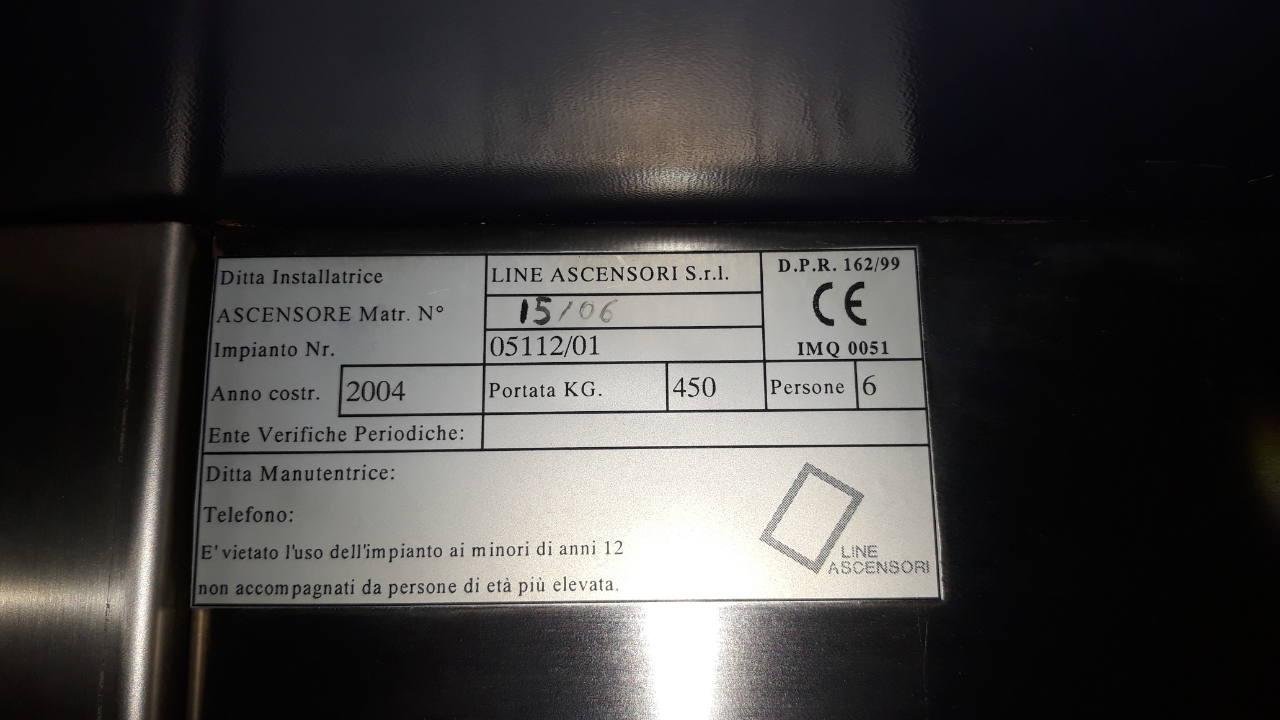 Ditta Installatrice LINE ASCENSORI S.r.l. D.P.R. 162/99
ASCENSORE Matr. N° 15/06 CE
Impianto Nr. 05112/01 IMQ 0051
Anno costr. 2004 Portata KG. 450 Persone 6
Ente Verifiche Periodiche:
Ditta Manutentrice:
Telefono:
E' vietato l'uso dell'impianto ai minori di anni 12
non accompagnati da persone di età più elevata.
LINE
ASCENSORI